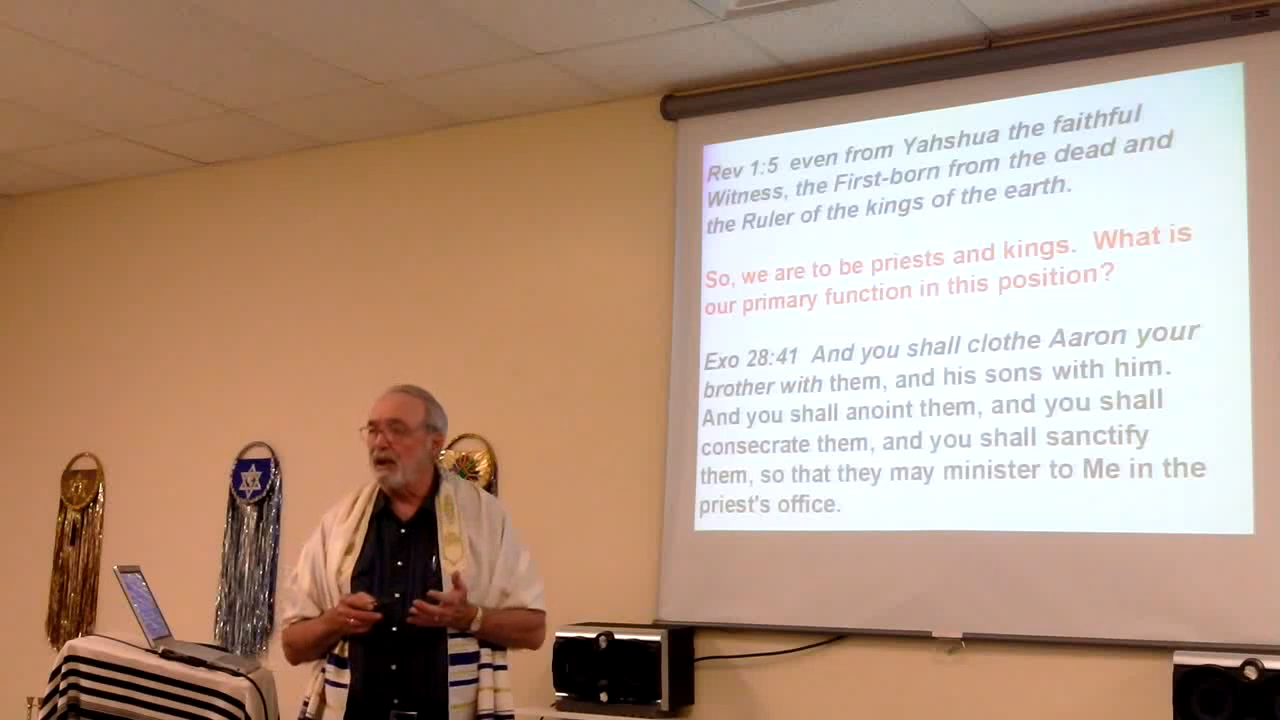 Rev 1:5 even from Yahshua the faithful
Witness, the First-born from the dead and
the Ruler of the kings of the earth.
So, we are to be priests and kings. What is
our primary function in this position?
Exo 28:41 And you shall clothe Aaron your
brother with them, and his sons with him.
And you shall anoint them, and you shall
consecrate them, and you shall sanctify
them, so that they may minister to Me in the
priest's office.